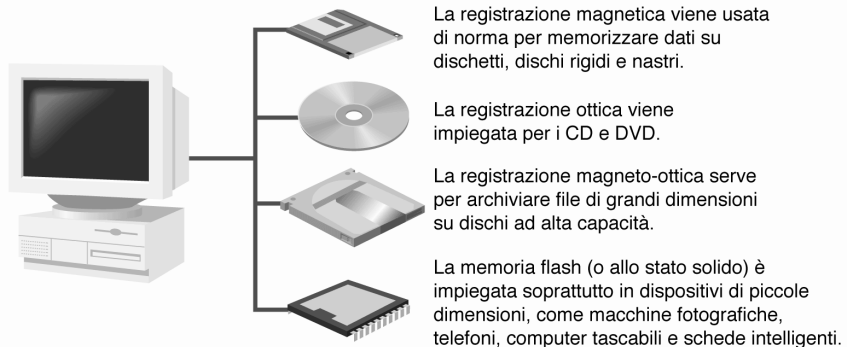 La registrazione magnetica viene usata
di norma per memorizzare dati su
dischetti, dischi rigidi e nastri.
La registrazione ottica viene
impiegata per i CD e DVD.
La registrazione magneto-ottica serve
per archiviare file di grandi dimensioni
su dischi ad alta capacità.
La memoria flash (o allo stato solido) è
impiegata soprattutto in dispositivi di piccole
dimensioni, come macchine fotografiche,
telefoni, computer tascabili e schede intelligenti.